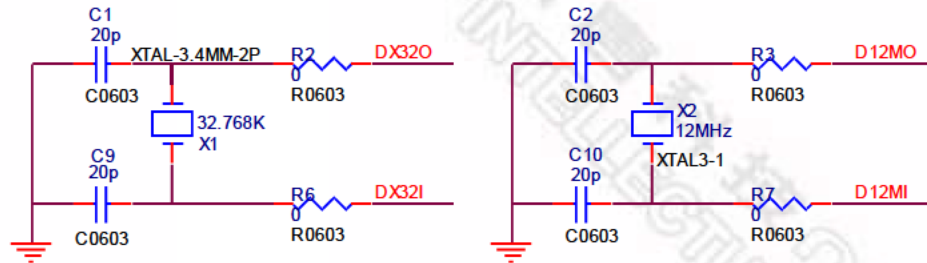 C1
20p
XTAL-3.4MM-2P
R2
0
DX32O
C0603
R0603
32.768K
X1
C9
20p
R6
0
DX32I
C0603
R0603
C2
20p
R3
0
D12MO
C0603
R0603
X2
12MHz
XTAL3-1
C10
20p
R7
0
D12MI
C0603
R0603